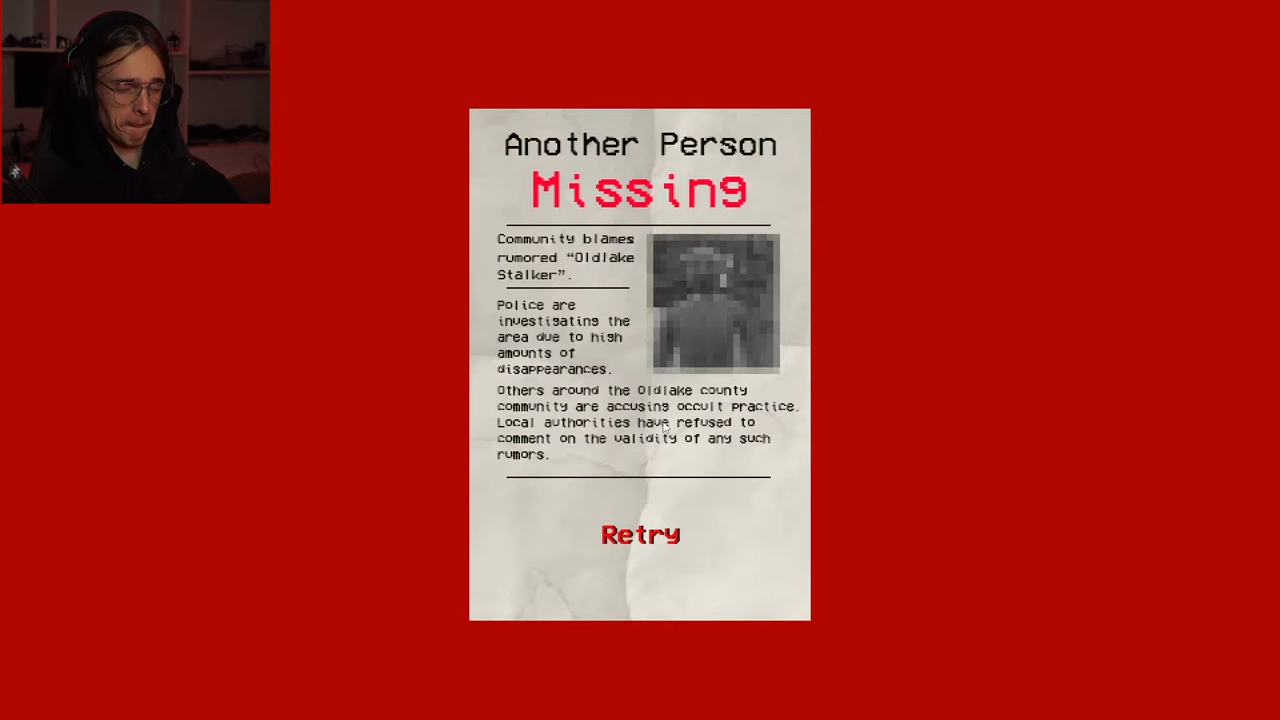 Another Person
Missing
Community blames
rumored “Oldlake
Stalker”.
Police are
investigating the
area due to high
amounts of
disappearances.
Others around the Oldlake county
community are accusing occult practice.
Local authorities have refused to
comment on the validity of any such
rumors.
Retry